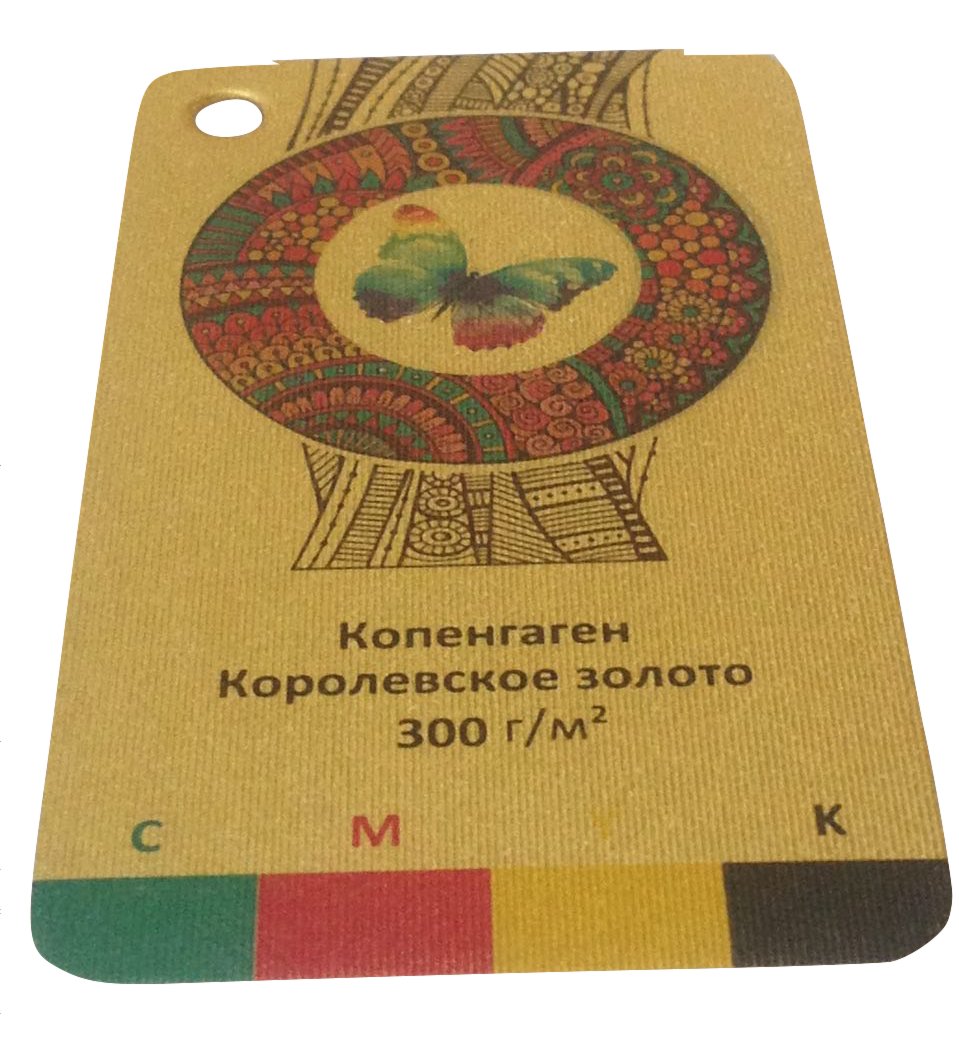 Копенгаген
Королевское золото
300 г/м²
C M Y K